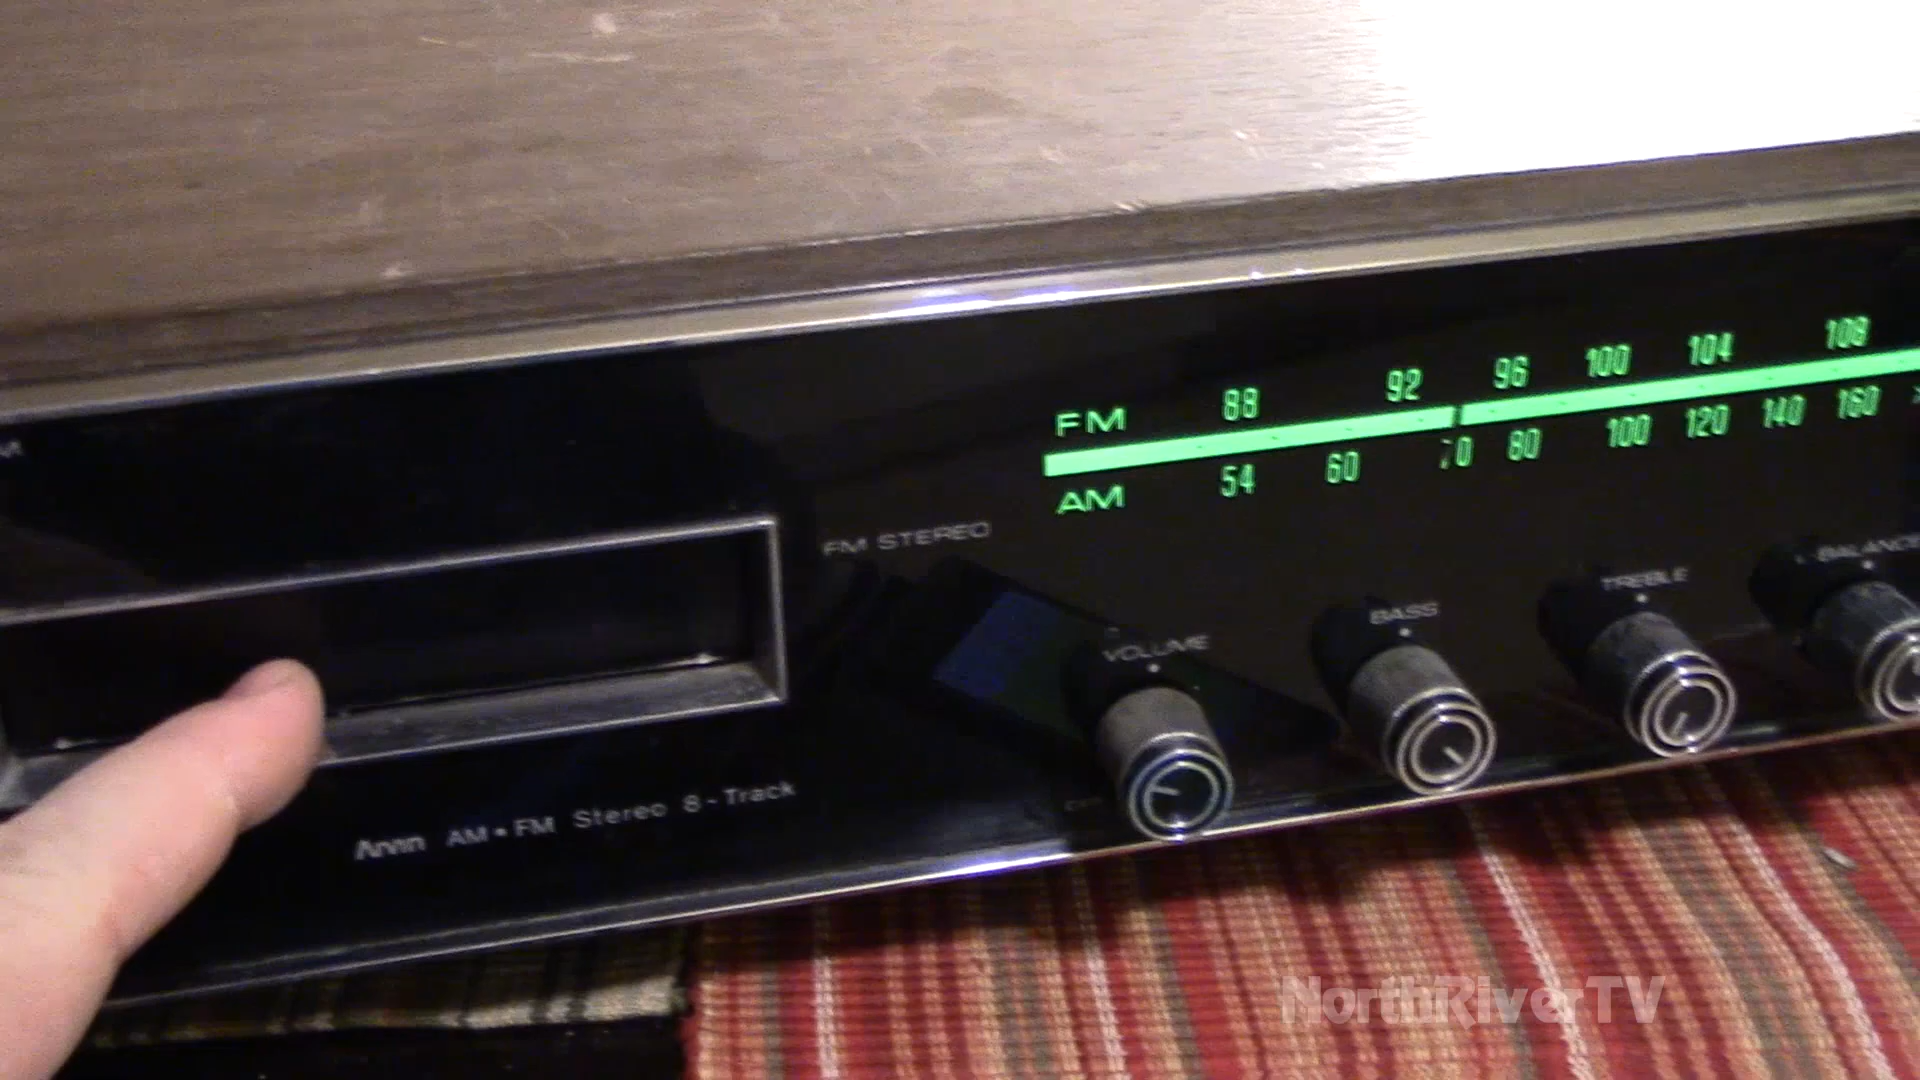 FM 88 92 96 100 104 108
AM 54 60 70 80 100 120 140 160
FM STEREO
VOLUME
BASS
TREBLE
BALANCE
Arvin AM•FM Stereo 8-Track
NorthRiverTV